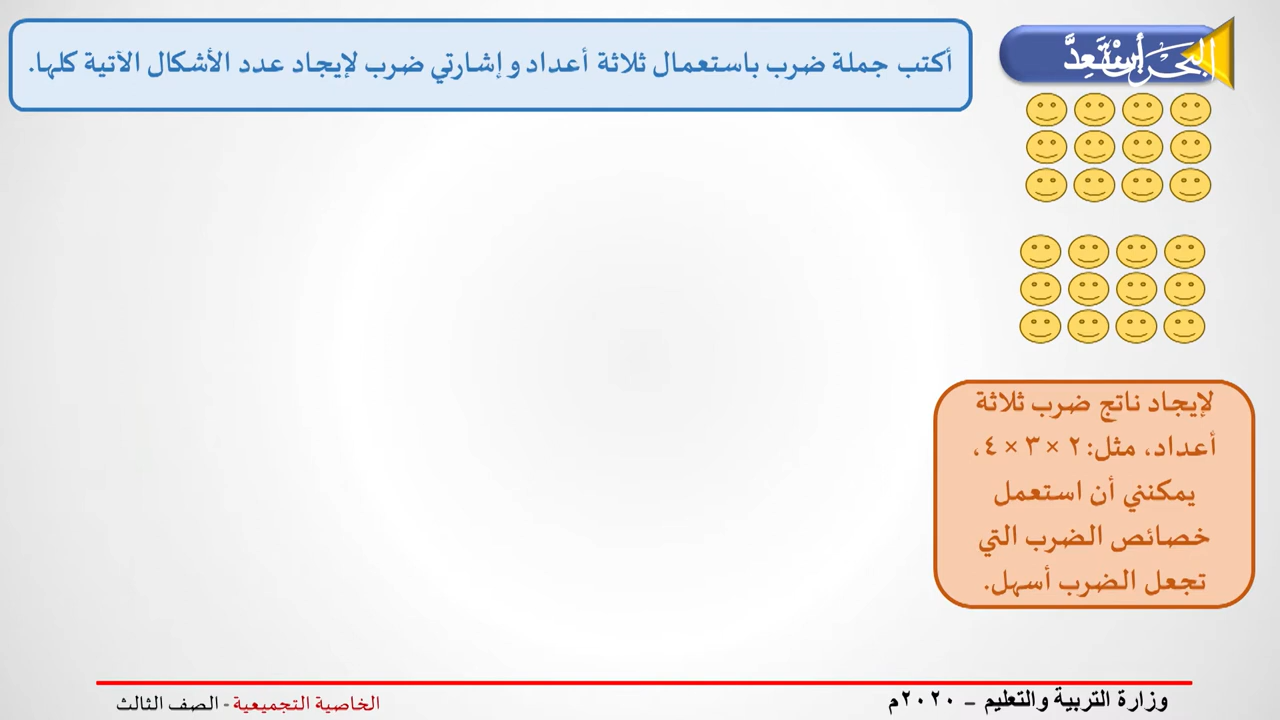 أستعدَّ
أكتب جملة ضرب باستعمال ثلاثة أعداد وإشارتي ضرب لإيجاد عدد الأشكال الآتية كلها.
لإيجاد ناتج ضرب ثلاثة
أعداد، مثل: ٢ × ٣ × ٤،
يمكنني أن استعمل
خصائص الضرب التي
تجعل الضرب أسهل.
وزارة التربية والتعليم – ٢٠٢٠م
الخاصية التجميعية - الصف الثالث